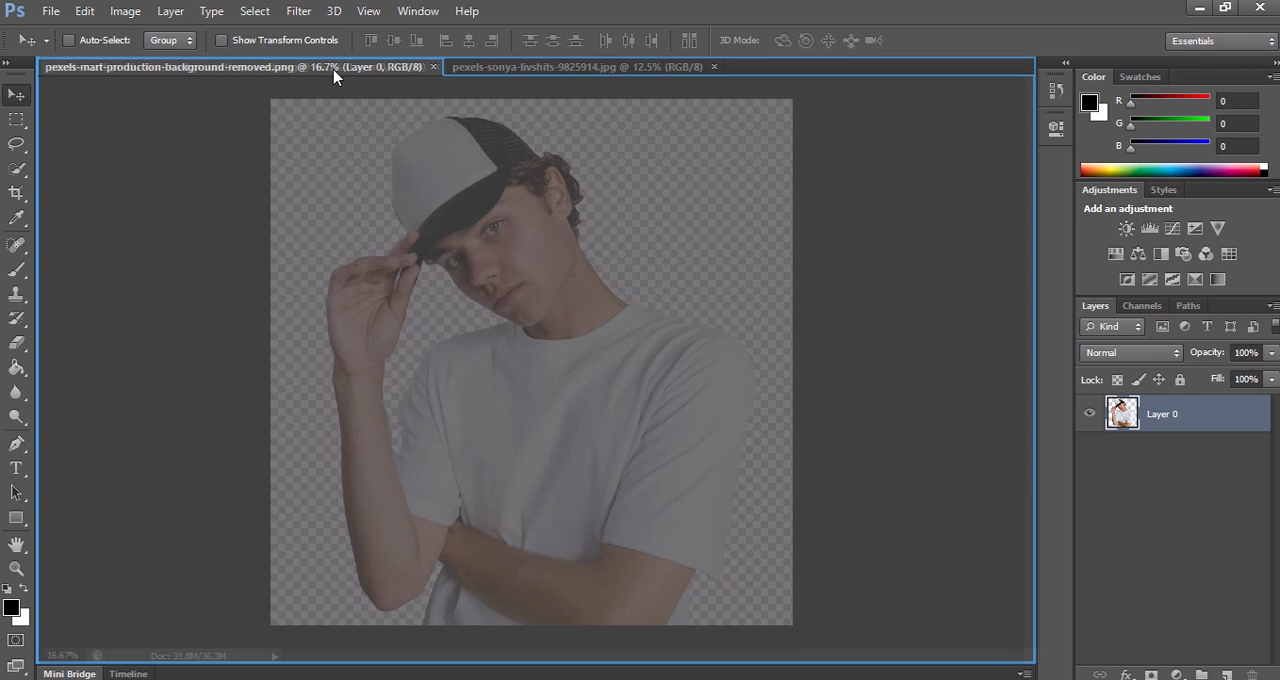 Ps File Edit Image Layer Type Select Filter 3D View Window Help
Auto-Select: Group Show Transform Controls 3D Mode: Essentials
pexels-mart-production-background-removed.png @ 16.7% (Layer 0, RGB/8) × pexels-sonya-livshits-9825914.jpg @ 12.5% (RGB/8) ×
Color Swatches
R 0
G 0
B 0
Adjustments Styles
Add an adjustment
Layers Channels Paths
Kind
Normal Opacity: 100%
Lock: Fill: 100%
Layer 0
16.67% Doc: 31.8M/36.3M
Mini Bridge Timeline